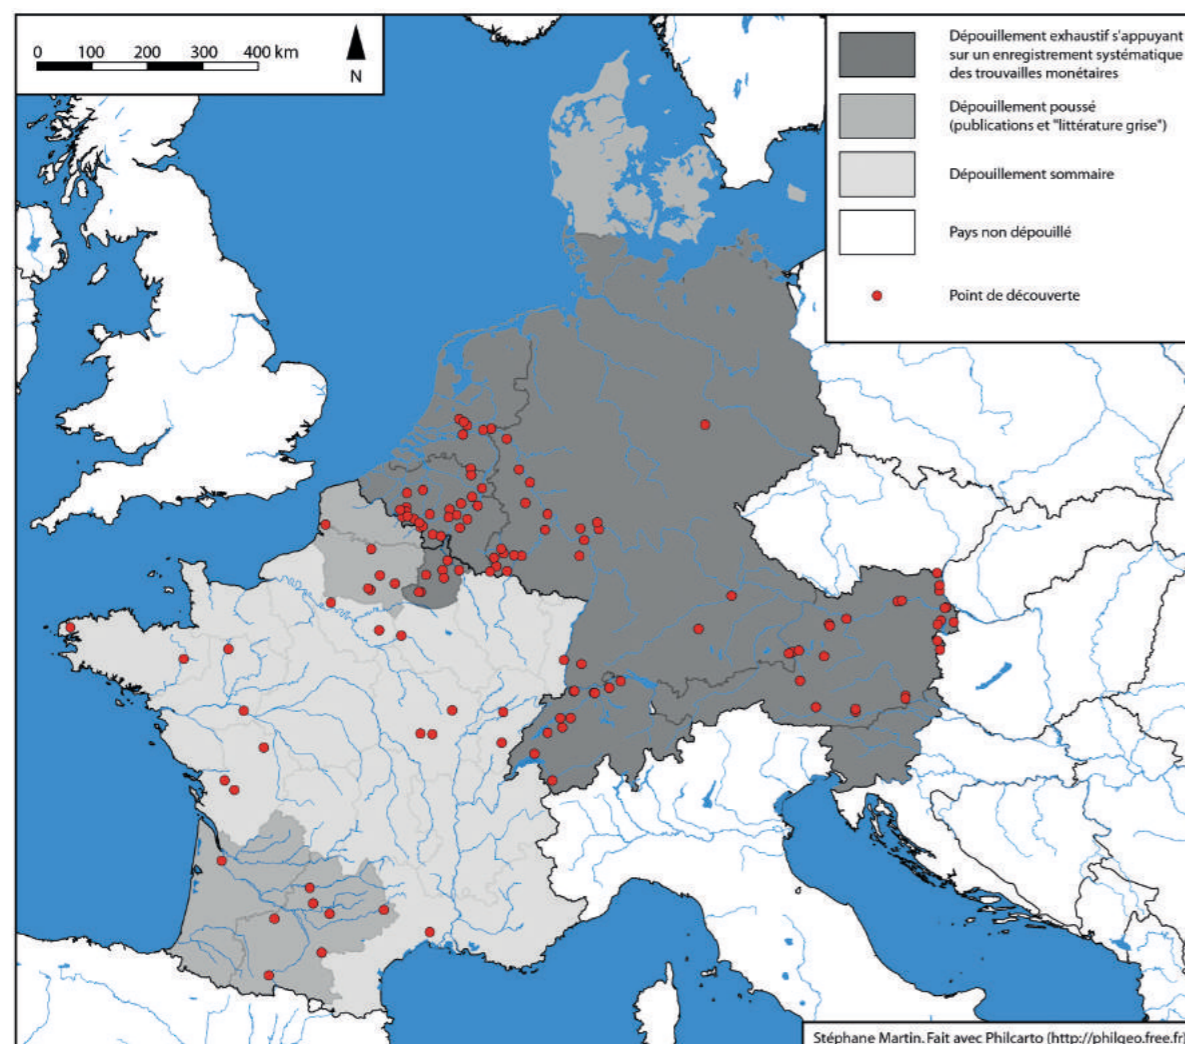 0 100 200 300 400 km
N
Dépouillement exhaustif s'appuyant
sur un enregistrement systématique
des trouvailles monétaires
Dépouillement poussé
(publications et "littérature grise")
Dépouillement sommaire
Pays non dépouillé
Point de découverte
Stéphane Martin. Fait avec Philcarto (http://philgeo.free.fr)